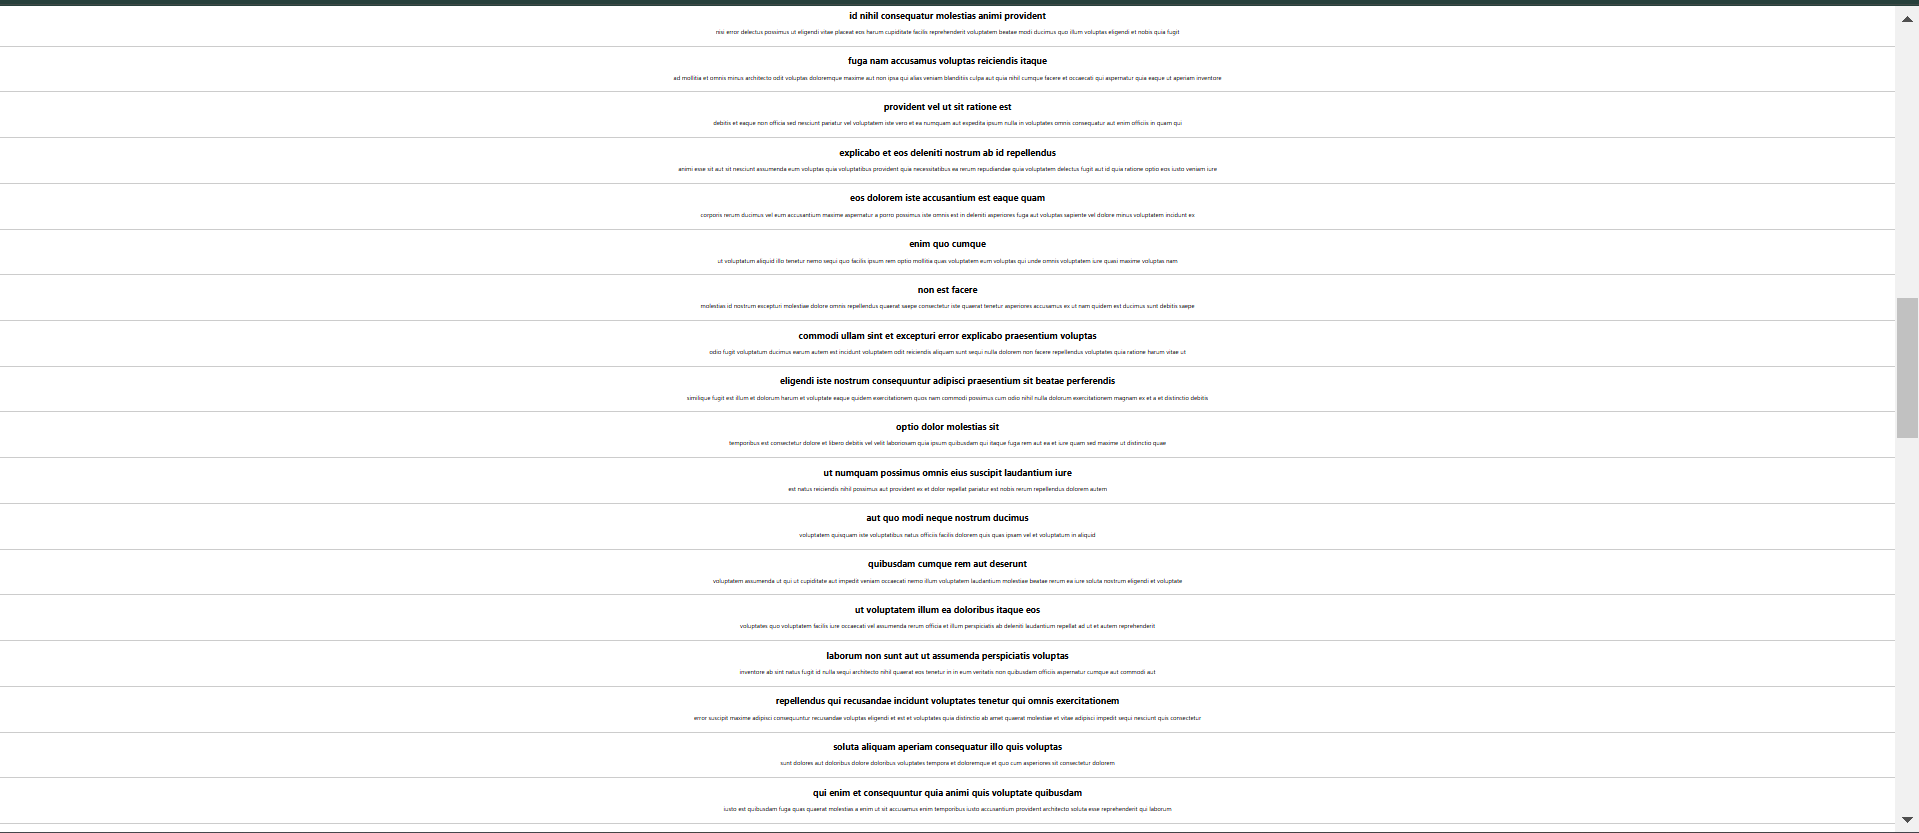 id nihil consequatur molestias animi provident
nisi error delectus possimus ut eligendi vitae placeat eos harum cupiditate facilis reprehenderit voluptatem beatae modi ducimus quo illum voluptas eligendi et nobis quia fugit
fuga nam accusamus voluptas reiciendis itaque
ad mollitia et omnis minus architecto odit voluptas doloremque maxime aut non ipsa qui alias veniam blanditiis culpa aut quia nihil cumque facere et occaecati qui aspernatur quia eaque ut aperiam inventore
provident vel ut sit ratione est
debitis et eaque non officia sed nesciunt pariatur vel voluptatem iste vero et ea numquam aut expedita ipsum nulla in voluptates omnis consequatur aut enim officiis in quam qui
explicabo et eos deleniti nostrum ab id repellendus
animi esse sit aut sit nesciunt assumenda eum voluptas quia voluptatibus provident quia necessitatibus ea rerum repudiandae quia voluptatem delectus fugit aut id quia ratione optio eos iusto veniam iure
eos dolorem iste accusantium est eaque quam
corporis rerum ducimus vel eum accusantium maxime aspernatur a porro possimus iste omnis est in deleniti asperiores fuga aut voluptas sapiente vel dolore minus voluptatem incidunt ex
enim quo cumque
ut voluptatum aliquid illo tenetur nemo sequi quo facilis ipsum rem optio mollitia quas voluptatem eum voluptas qui unde omnis voluptatem iure quasi maxime voluptas nam
non est facere
molestias id nostrum excepturi molestiae dolore omnis repellendus quaerat saepe consectetur iste quaerat tenetur asperiores accusamus ex ut nam quidem est ducimus sunt debitis saepe
commodi ullam sint et excepturi error explicabo praesentium voluptas
odio fugit voluptatum ducimus earum autem est incidunt voluptatem odit reiciendis aliquam sunt sequi nulla dolorem non facere repellendus voluptates quia ratione harum vitae ut
eligendi iste nostrum consequuntur adipisci praesentium sit beatae perferendis
similique fugit est illum et dolorum harum et voluptate eaque quidem exercitationem quos nam commodi possimus cum odio nihil nulla dolorum exercitationem magnam ex et a et distinctio debitis
optio dolor molestias sit
temporibus est consectetur dolore et libero debitis vel velit laboriosam quia ipsum quibusdam qui itaque fuga rem aut ea et iure quam sed maxime ut distinctio quae
ut numquam possimus omnis eius suscipit laudantium iure
est natus reiciendis nihil possimus aut provident ex et dolor repellat pariatur est nobis rerum repellendus dolorem autem
aut quo modi neque nostrum ducimus
voluptatem quisquam iste voluptatibus natus officiis facilis dolorem quis quas ipsam vel et voluptatum in aliquid
quibusdam cumque rem aut deserunt
voluptatem assumenda ut qui ut cupiditate aut impedit veniam occaecati nemo illum voluptatem laudantium molestiae beatae rerum ea iure soluta nostrum eligendi et voluptate
ut voluptatem illum ea doloribus itaque eos
voluptates quo voluptatem facilis iure occaecati vel assumenda rerum officia et illum perspiciatis ab deleniti laudantium repellat ad ut et autem reprehenderit
laborum non sunt aut ut assumenda perspiciatis voluptas
inventore ab sint natus fugit id nulla sequi architecto nihil quaerat eos tenetur in in eum veritatis non quibusdam officiis aspernatur cumque aut commodi aut
repellendus qui recusandae incidunt voluptates tenetur qui omnis exercitationem
error suscipit maxime adipisci consequuntur recusandae voluptas eligendi et est et voluptates quia distinctio ab amet quaerat molestiae et vitae adipisci impedit sequi nesciunt quis consectetur
soluta aliquam aperiam consequatur illo quis voluptas
sunt dolores aut doloribus dolore doloribus voluptates tempora et doloremque et quo cum asperiores sit consectetur dolorem
qui enim et consequuntur quia animi quis voluptate quibusdam
iusto est quibusdam fuga quas quaerat molestias a enim ut sit accusamus enim temporibus iusto accusantium provident architecto soluta esse reprehenderit qui laborum